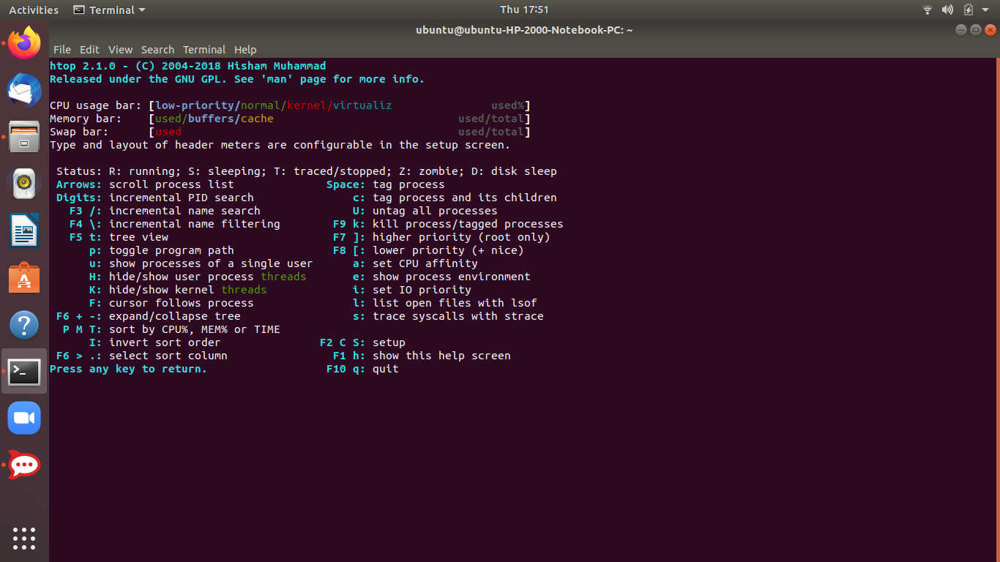 Activities Terminal Thu 17:51
ubuntu@ubuntu-HP-2000-Notebook-PC: ~
File Edit View Search Terminal Help
htop 2.1.0 - (C) 2004-2018 Hisham Muhammad
Released under the GNU GPL. See 'man' page for more info.
CPU usage bar: [low-priority/normal/kernel/virtualiz used%]
Memory bar: [used/buffers/cache used/total]
Swap bar: [used used/total]
Type and layout of header meters are configurable in the setup screen.
Status: R: running; S: sleeping; T: traced/stopped; Z: zombie; D: disk sleep
Arrows: scroll process list Space: tag process
Digits: incremental PID search c: tag process and its children
F3 /: incremental name search U: untag all processes
F4 \: incremental name filtering F9 k: kill process/tagged processes
F5 t: tree view F7 ]: higher priority (root only)
p: toggle program path F8 [: lower priority (+ nice)
u: show processes of a single user a: set CPU affinity
H: hide/show user process threads e: show process environment
K: hide/show kernel threads i: set IO priority
F: cursor follows process l: list open files with lsof
F6 + -: expand/collapse tree s: trace syscalls with strace
P M T: sort by CPU%, MEM% or TIME
I: invert sort order F2 C S: setup
F6 > .: select sort column F1 h: show this help screen
Press any key to return. F10 q: quit